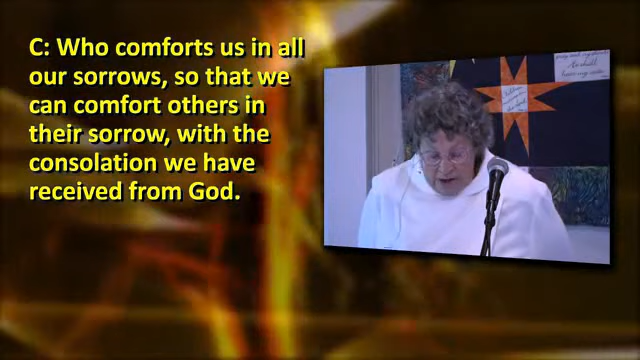 C: Who comforts us in all
our sorrows, so that we
can comfort others in
their sorrow, with the
consolation we have
received from God.